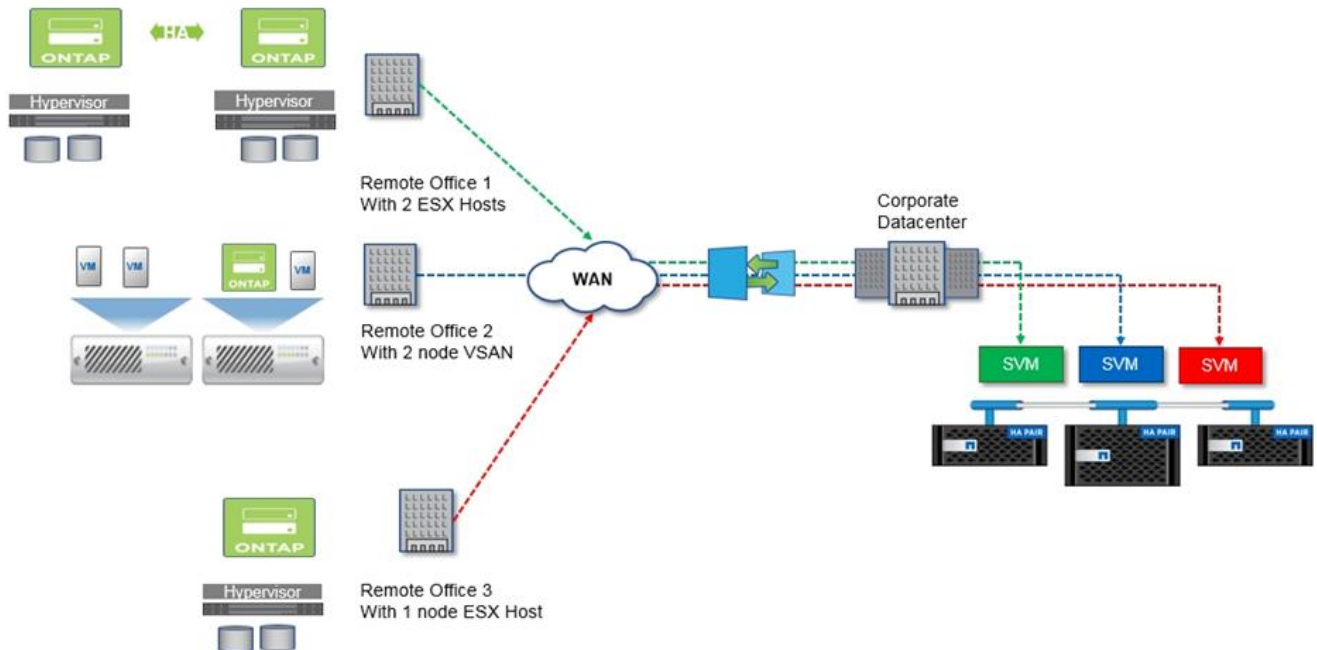 HA
ONTAP
ONTAP
Hypervisor
Hypervisor
Remote Office 1
With 2 ESX Hosts
Corporate
Datacenter
VM
VM
ONTAP
VM
WAN
Remote Office 2
With 2 node VSAN
SVM
SVM
SVM
HA PAIR
HA PAIR
HA PAIR
ONTAP
Hypervisor
Remote Office 3
With 1 node ESX Host